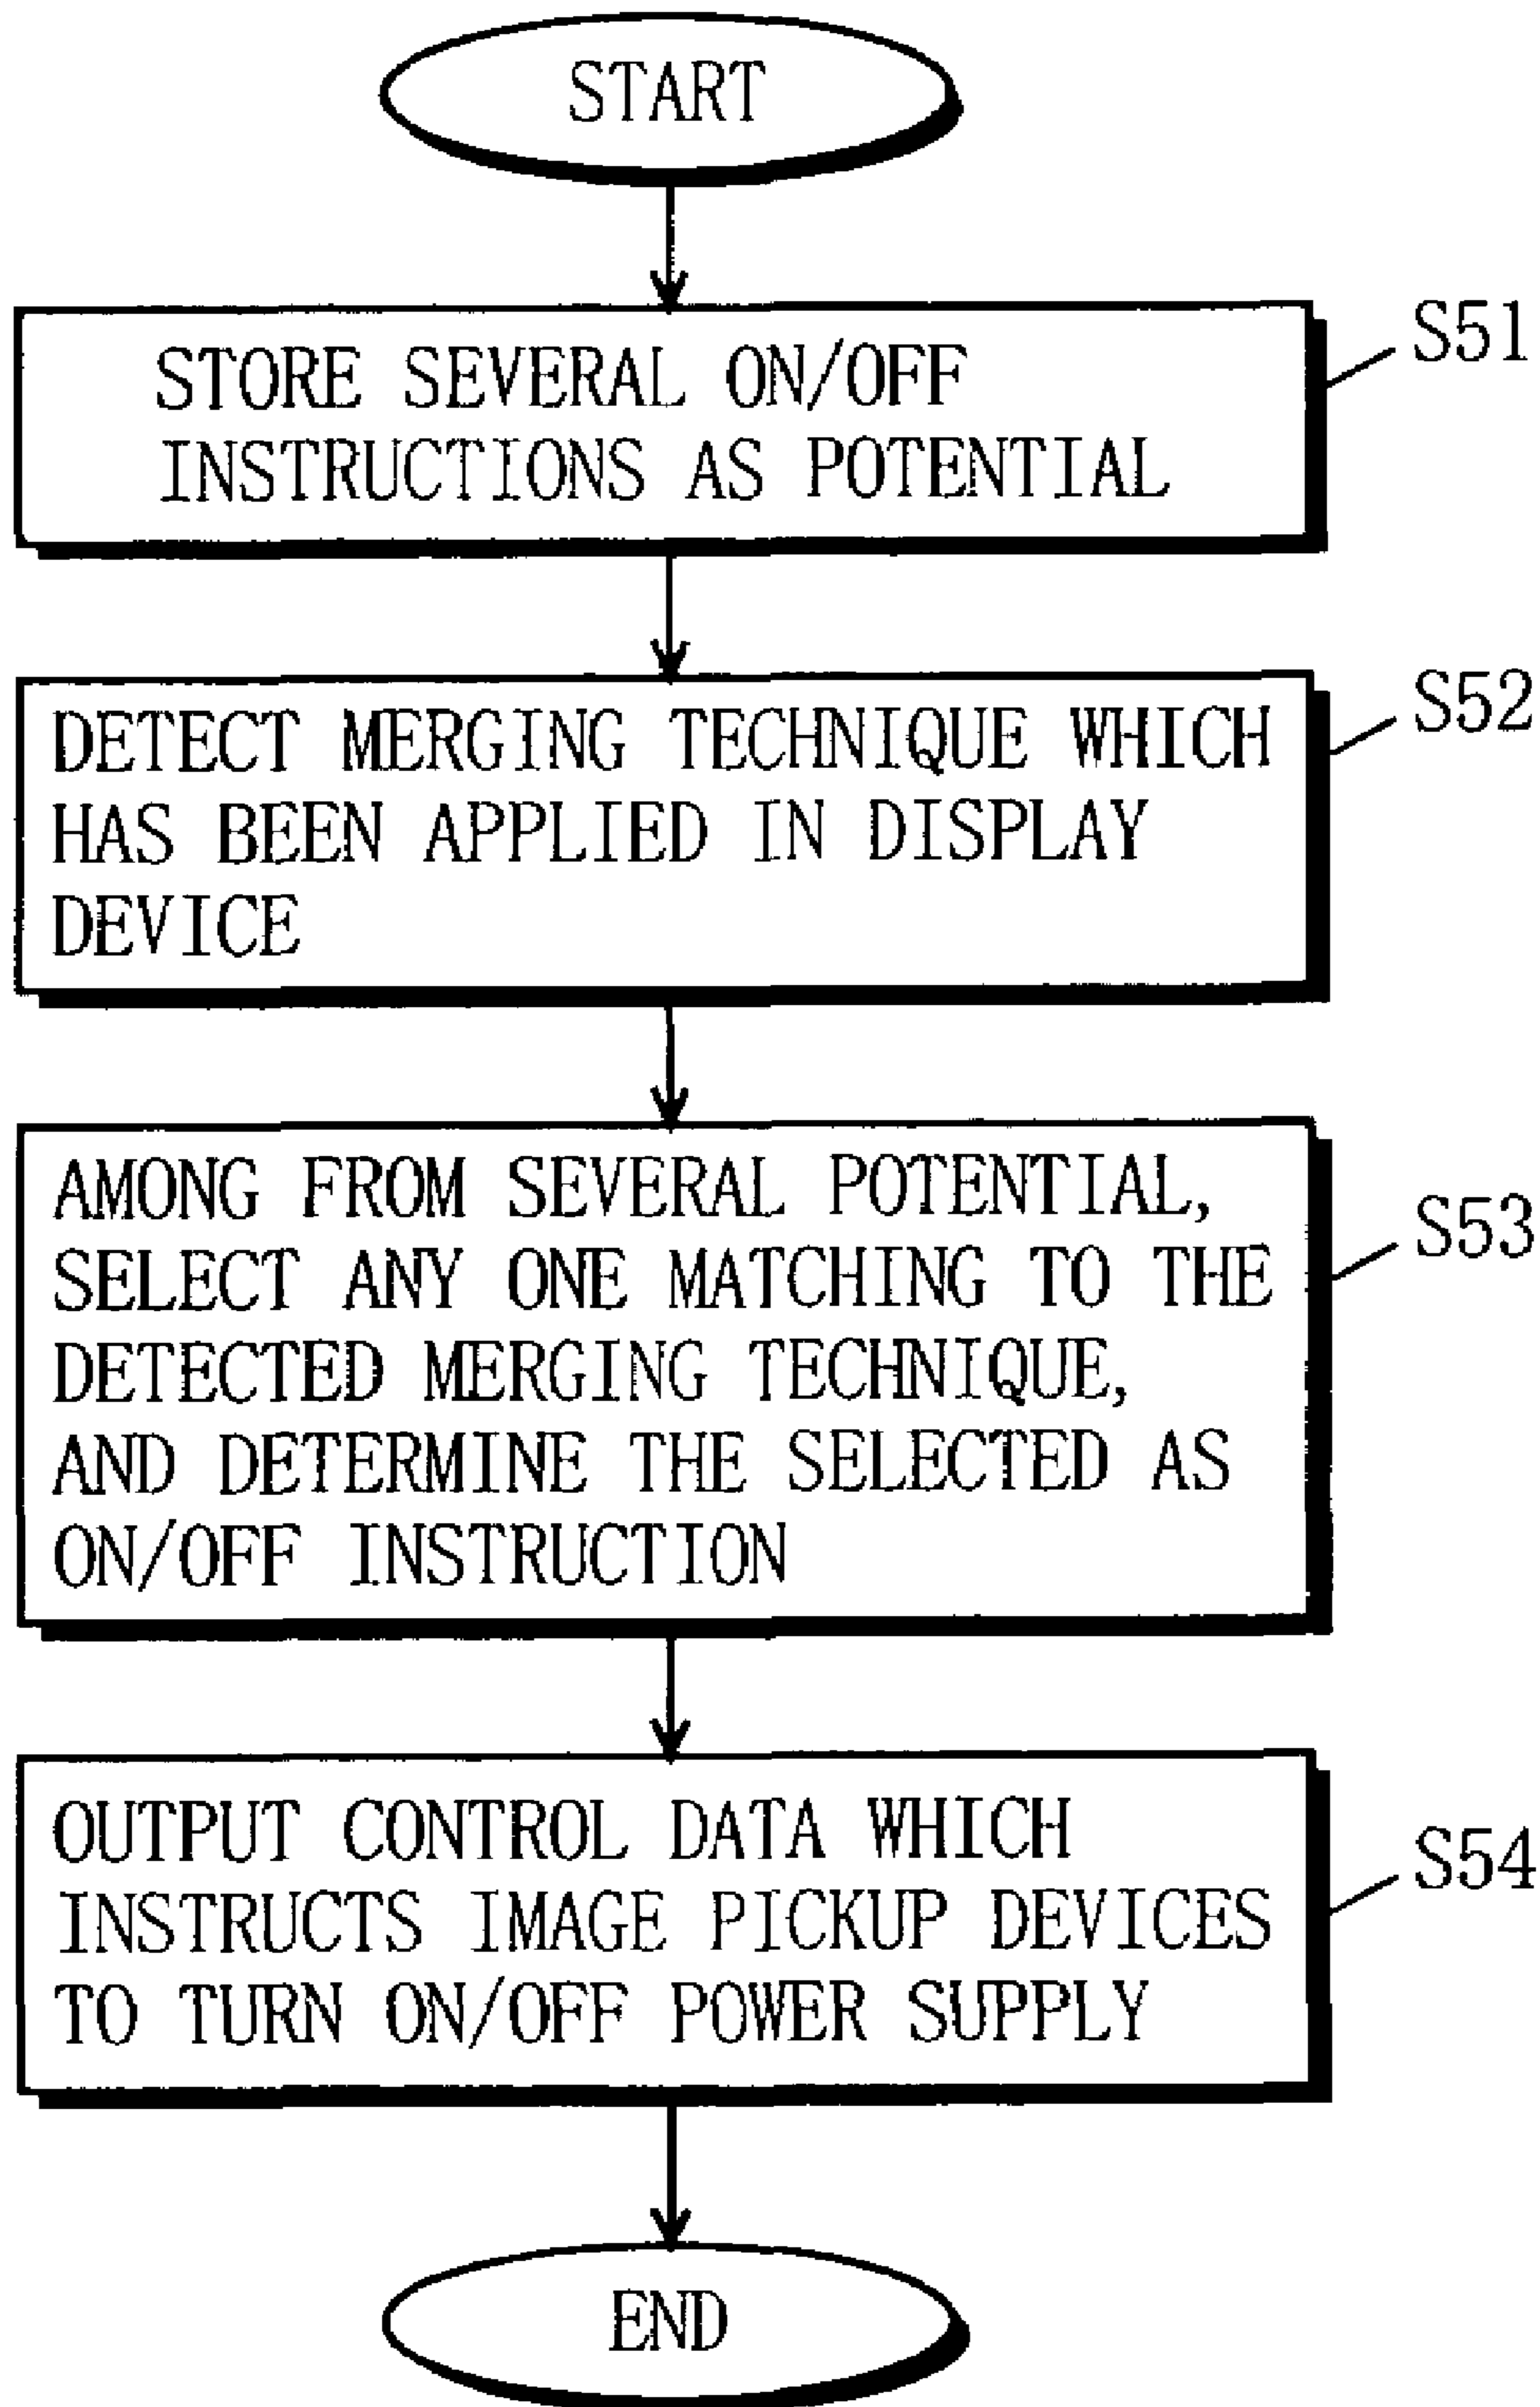 START
S51
STORE SEVERAL ON/OFF
INSTRUCTIONS AS POTENTIAL
S52
DETECT MERGING TECHNIQUE WHICH
HAS BEEN APPLIED IN DISPLAY
DEVICE
S53
AMONG FROM SEVERAL POTENTIAL,
SELECT ANY ONE MATCHING TO THE
DETECTED MERGING TECHNIQUE,
AND DETERMINE THE SELECTED AS
ON/OFF INSTRUCTION
S54
OUTPUT CONTROL DATA WHICH
INSTRUCTS IMAGE PICKUP DEVICES
TO TURN ON/OFF POWER SUPPLY
END